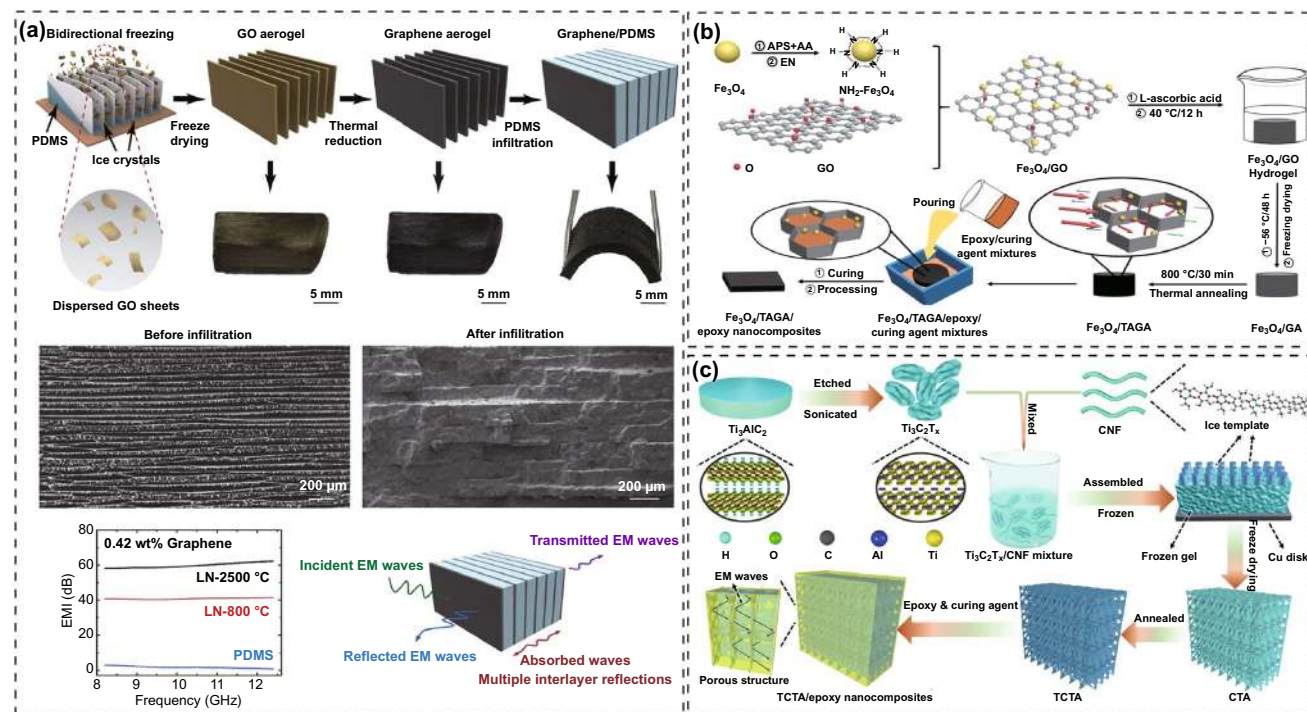 (a)
Bidirectional freezing
GO aerogel
Graphene aerogel
Graphene/PDMS
PDMS
Ice crystals
Freeze
drying
Thermal
reduction
PDMS
infiltration
Dispersed GO sheets
5 mm
5 mm
5 mm
Before infiltration
After infiltration
200 µm
200 µm
80
60
40
20
0
EMI (dB)
0.42 wt% Graphene
LN-2500 °C
LN-800 °C
PDMS
8
9
10
11
12
Frequency (GHz)
Transmitted EM waves
Incident EM waves
Reflected EM waves
Absorbed waves
Multiple interlayer reflections
(b)
① APS+AA
② EN
Fe₃O₄
H
H
H
H
H
H
N
N
N
N
NH₂-Fe₃O₄
O
GO
Fe₃O₄/GO
① L-ascorbic acid
② 40 °C/12 h
Fe₃O₄/GO
Hydrogel
① −56 °C/48 h
② Freezing drying
Pouring
Epoxy/curing
agent mixtures
① Curing
② Processing
800 °C/30 min
Thermal annealing
Fe₃O₄/TAGA/
epoxy nanocomposites
Fe₃O₄/TAGA/epoxy/
curing agent mixtures
Fe₃O₄/TAGA
Fe₃O₄/GA
(c)
Etched
Sonicated
Ti₃AlC₂
Ti₃C₂Tₓ
Mixed
CNF
Ice template
H
O
C
Al
Ti
Ti₃C₂Tₓ/CNF mixture
Assembled
Frozen
Frozen gel
Cu disk
Freeze drying
EM waves
Porous structure
Epoxy & curing agent
TCTA/epoxy nanocomposites
Annealed
TCTA
CTA